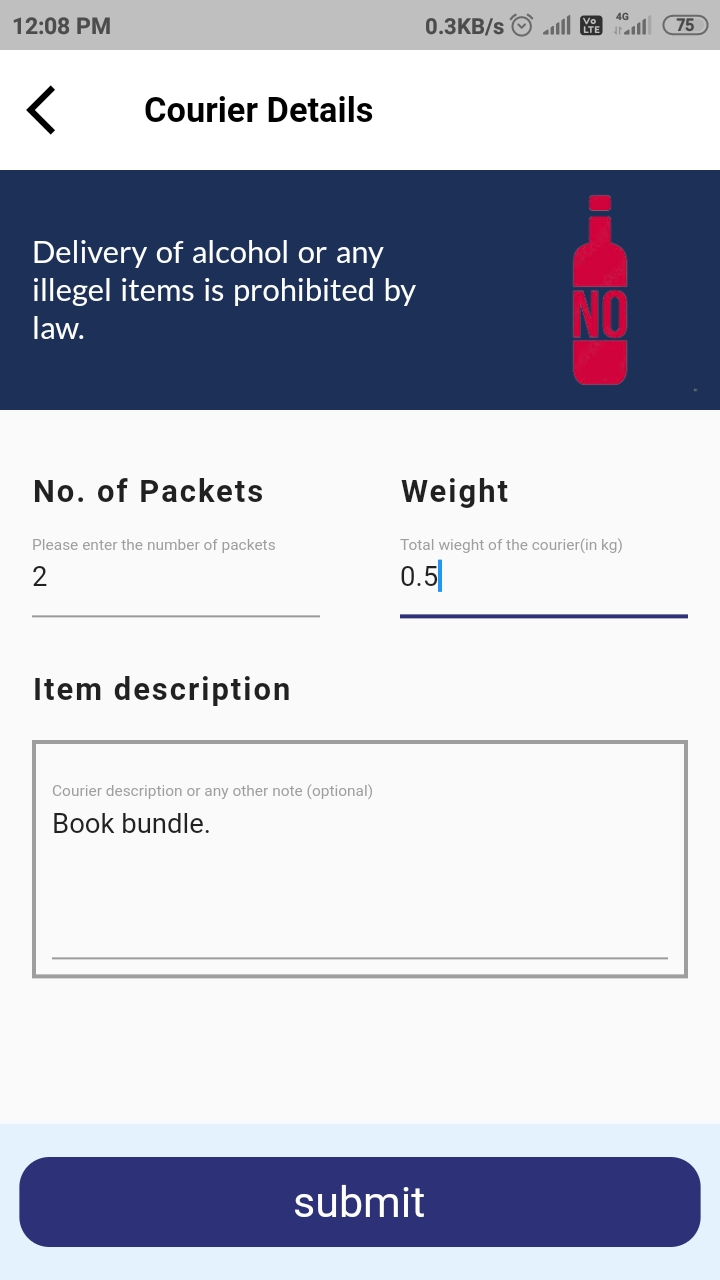 12:08 PM 0.3KB/s Vo LTE 4G 75
Courier Details
Delivery of alcohol or any
illegel items is prohibited by
law.
NO
No. of Packets Weight
Please enter the number of packets Total wieght of the courier(in kg)
2 0.5
Item description
Courier description or any other note (optional)
Book bundle.
submit